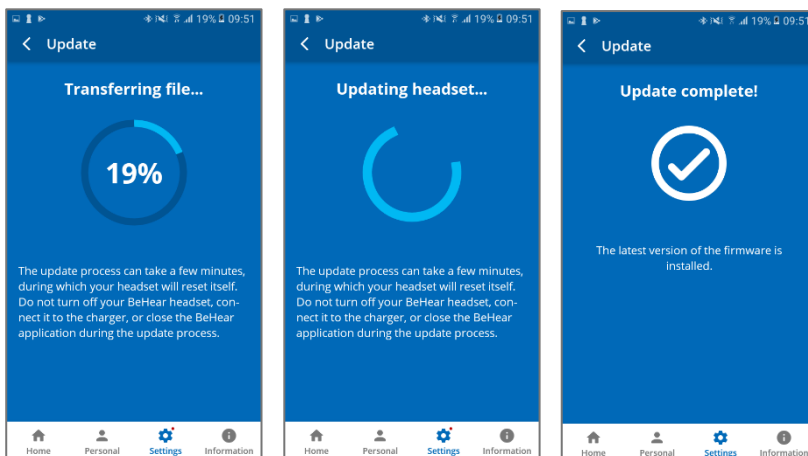 19% 09:51
Update
Transferring file...
19%
The update process can take a few minutes,
during which your headset will reset itself.
Do not turn off your BeHear headset, con-
nect it to the charger, or close the BeHear
application during the update process.
Home Personal Settings Information
19% 09:51
Update
Updating headset...
The update process can take a few minutes,
during which your headset will reset itself.
Do not turn off your BeHear headset, con-
nect it to the charger, or close the BeHear
application during the update process.
Home Personal Settings Information
19% 09:51
Update
Update complete!
The latest version of the firmware is
installed.
Home Personal Settings Information